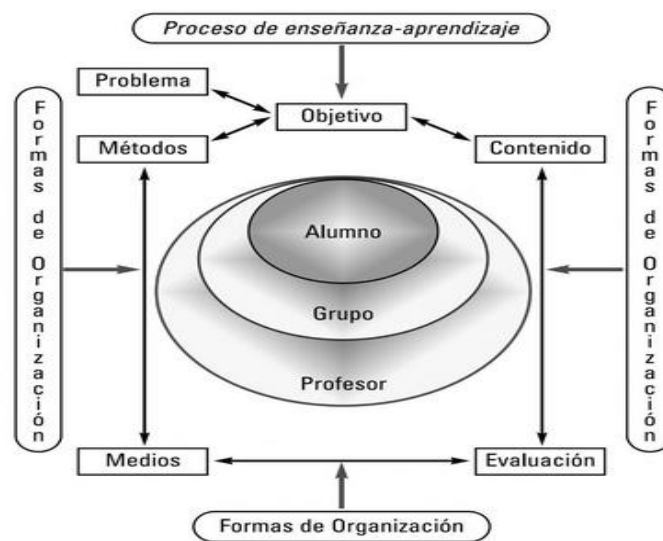 Proceso de enseñanza-aprendizaje
Problema
Objetivo
Métodos
Contenido
Formas de Organización
Formas de Organización
Alumno
Grupo
Profesor
Medios
Evaluación
Formas de Organización